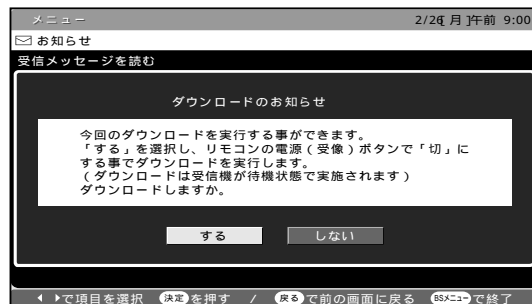 メニュー 2/26[月]午前 9:00
お知らせ
受信メッセージを読む
ダウンロードのお知らせ
今回のダウンロードを実行する事ができます。
「する」を選択し、リモコンの電源(受像)ボタンで「切」に
する事でダウンロードを実行します。
(ダウンロードは受信機が待機状態で実施されます)
ダウンロードしますか。
する しない
で項目を選択 決定を押す / 戻るで前の画面に戻る BSメニューで終了